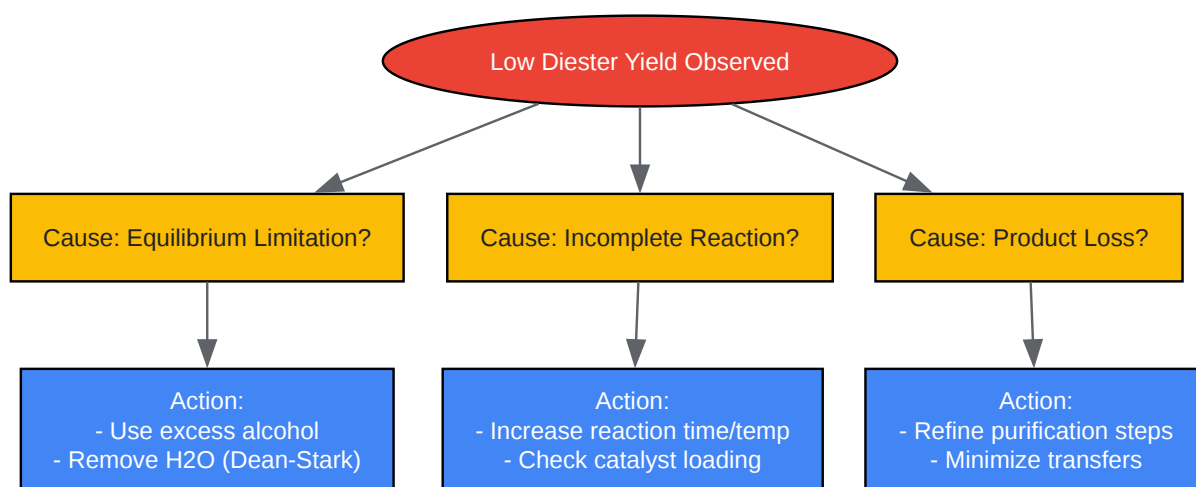 Low Diester Yield Observed
Cause: Equilibrium Limitation?
Cause: Incomplete Reaction?
Cause: Product Loss?
Action:
- Use excess alcohol
- Remove H2O (Dean-Stark)
Action:
- Increase reaction time/temp
- Check catalyst loading
Action:
- Refine purification steps
- Minimize transfers